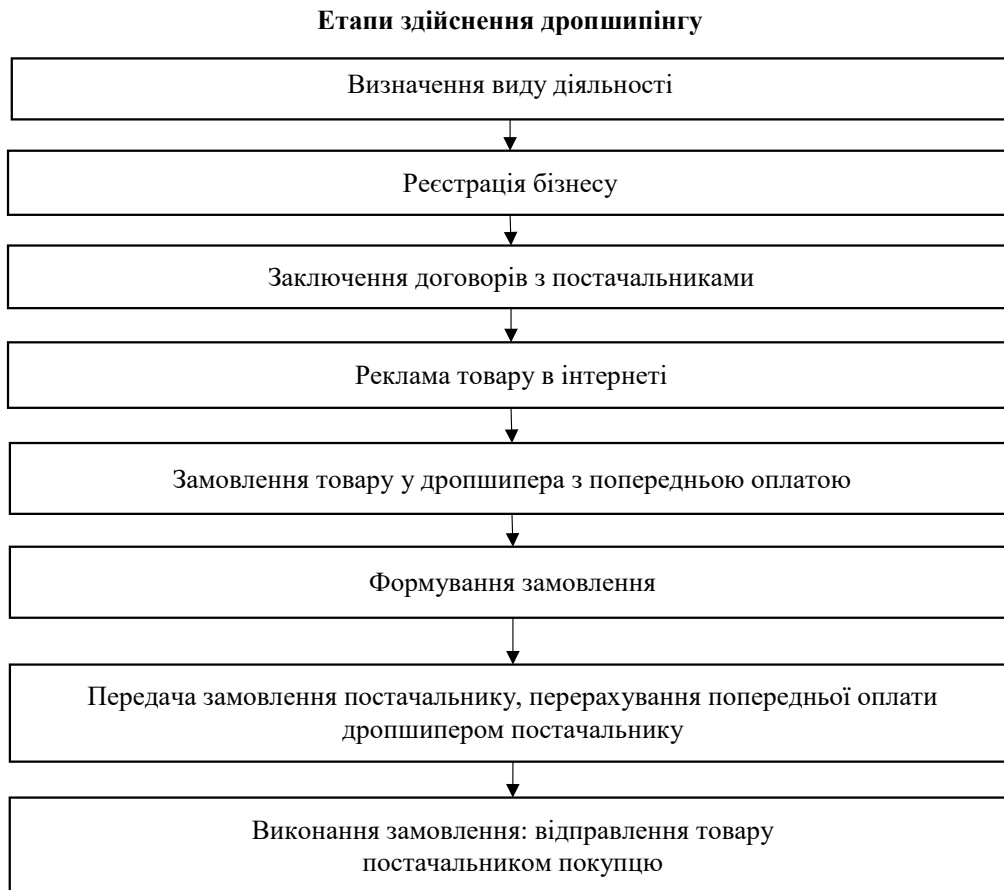 Етапи здійснення дропшипінгу
Визначення виду діяльності
Реєстрація бізнесу
Заключення договорів з постачальниками
Реклама товару в інтернеті
Замовлення товару у дропшипера з попередньою оплатою
Формування замовлення
Передача замовлення постачальнику, перерахування попередньої оплати
дропшипером постачальнику
Виконання замовлення: відправлення товару
постачальником покупцю